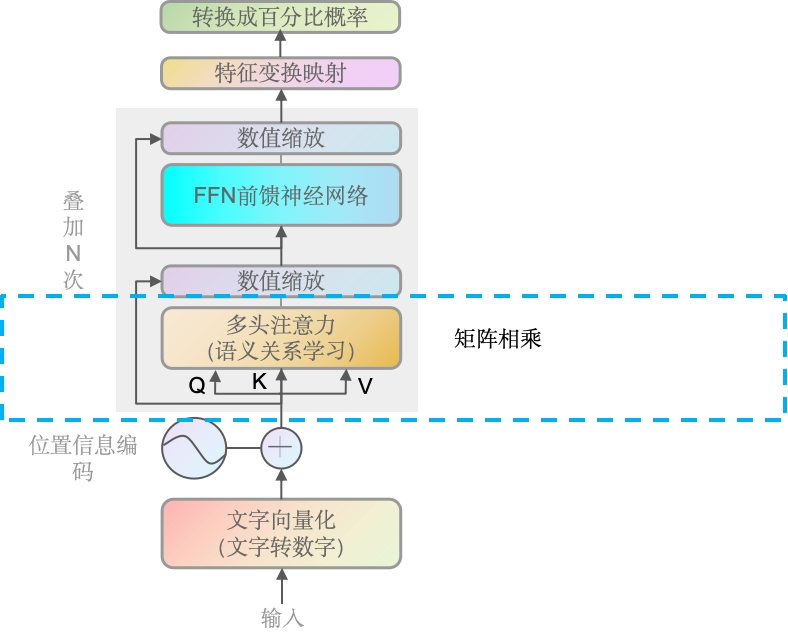 转换成百分比概率
特征变换映射
数值缩放
FFN前馈神经网络
叠
加
N
次
数值缩放
多头注意力
(语义关系学习)
矩阵相乘
Q
K
V
位置信息编
码
文字向量化
(文字转数字)
输入